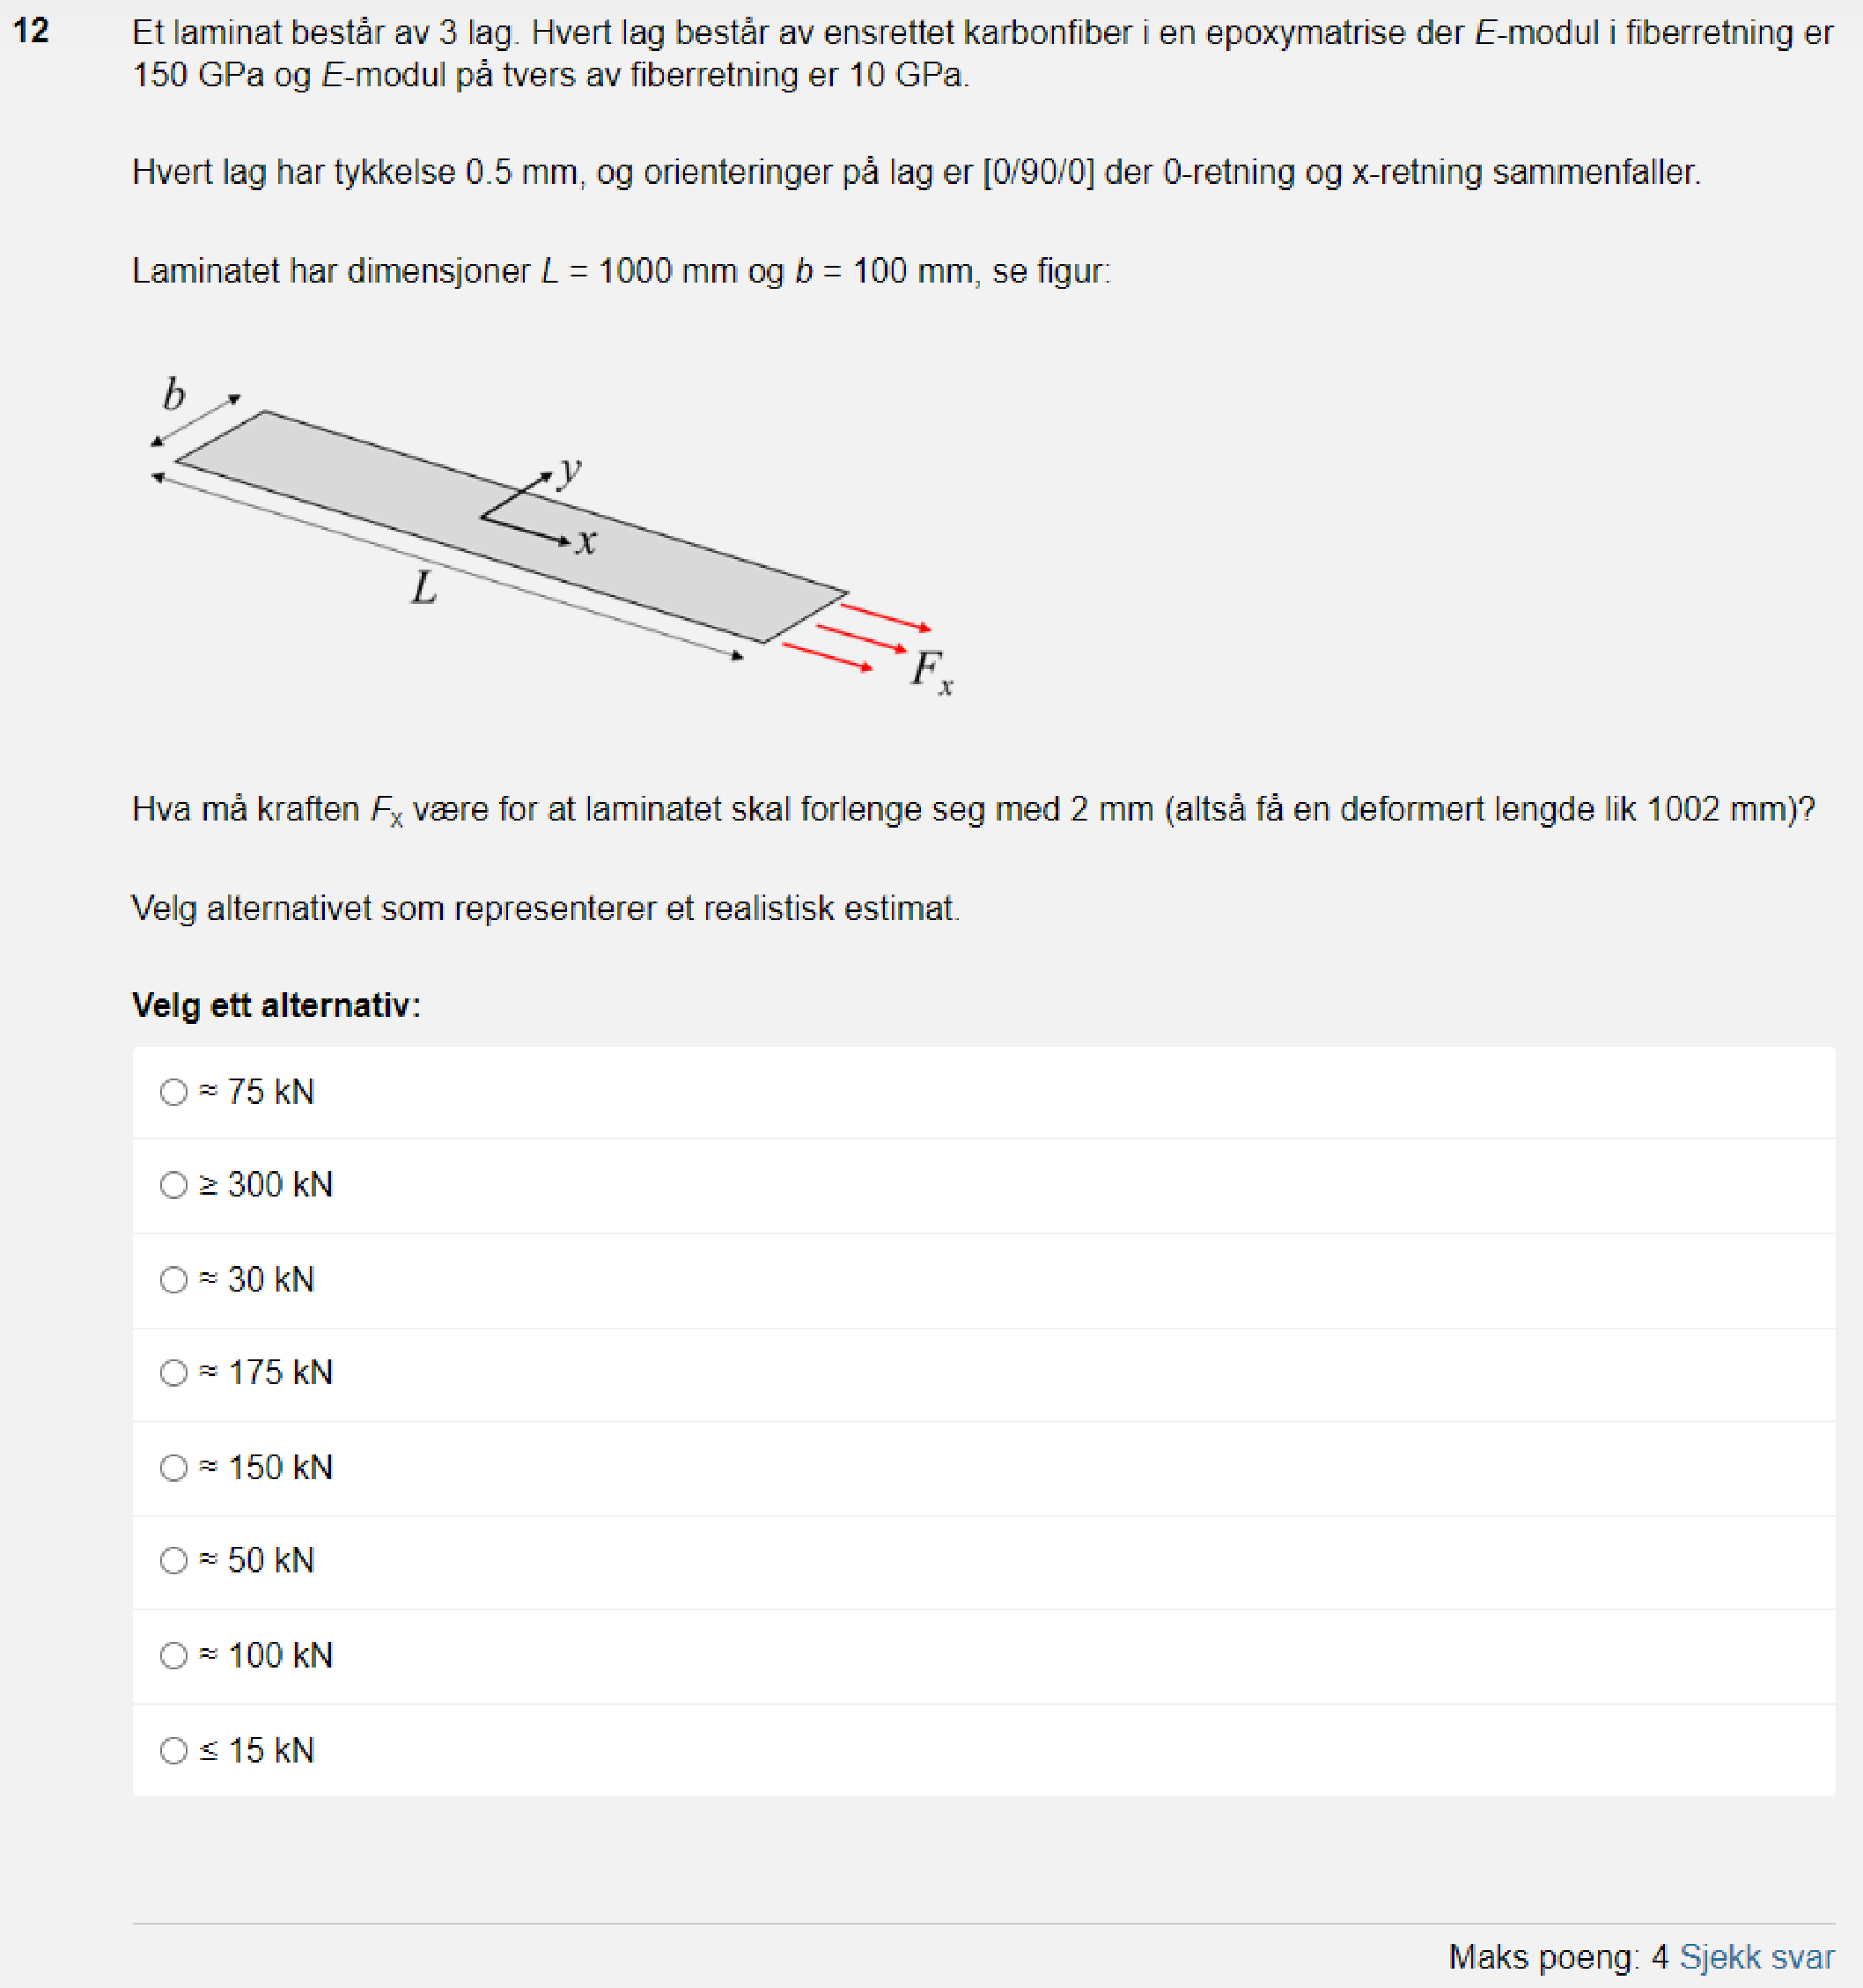 12
Et laminat består av 3 lag. Hvert lag består av ensrettet karbonfiber i en epoxymatrise der E-modul i fiberretning er
150 GPa og E-modul på tvers av fiberretning er 10 GPa.
Hvert lag har tykkelse 0.5 mm, og orienteringer på lag er [0/90/0] der 0-retning og x-retning sammenfaller.
Laminatet har dimensjoner L = 1000 mm og b = 100 mm, se figur:
b
y
x
L
Fx
Hva må kraften Fx være for at laminatet skal forlenge seg med 2 mm (altså få en deformert lengde lik 1002 mm)?
Velg alternativet som representerer et realistisk estimat.
Velg ett alternativ:
≈ 75 kN
≥ 300 kN
≈ 30 kN
≈ 175 kN
≈ 150 kN
≈ 50 kN
≈ 100 kN
≤ 15 kN
Maks poeng: 4 Sjekk svar